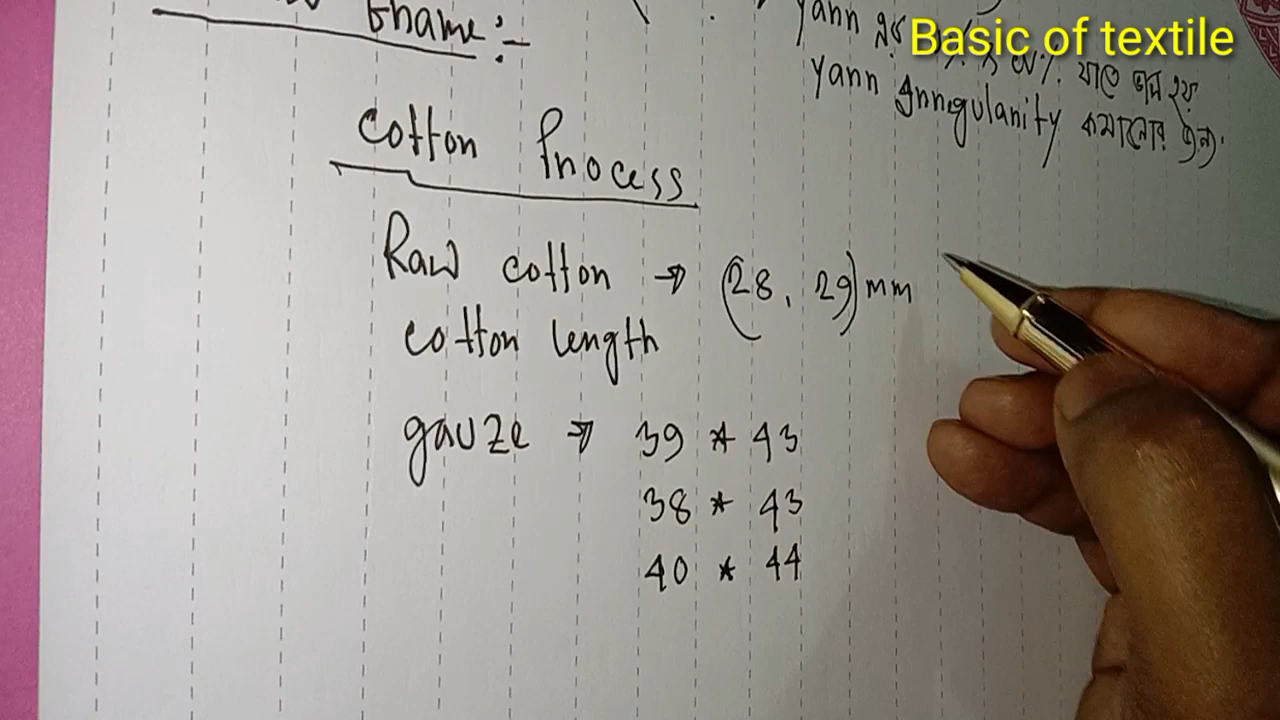 Basic of textile
Yarn
Yarn Irregularity কমানোর জন্য
frame:-
Cotton Process
Raw cotton → (28, 29) mm
cotton length
gauze → 39 * 43
38 * 43
40 * 44